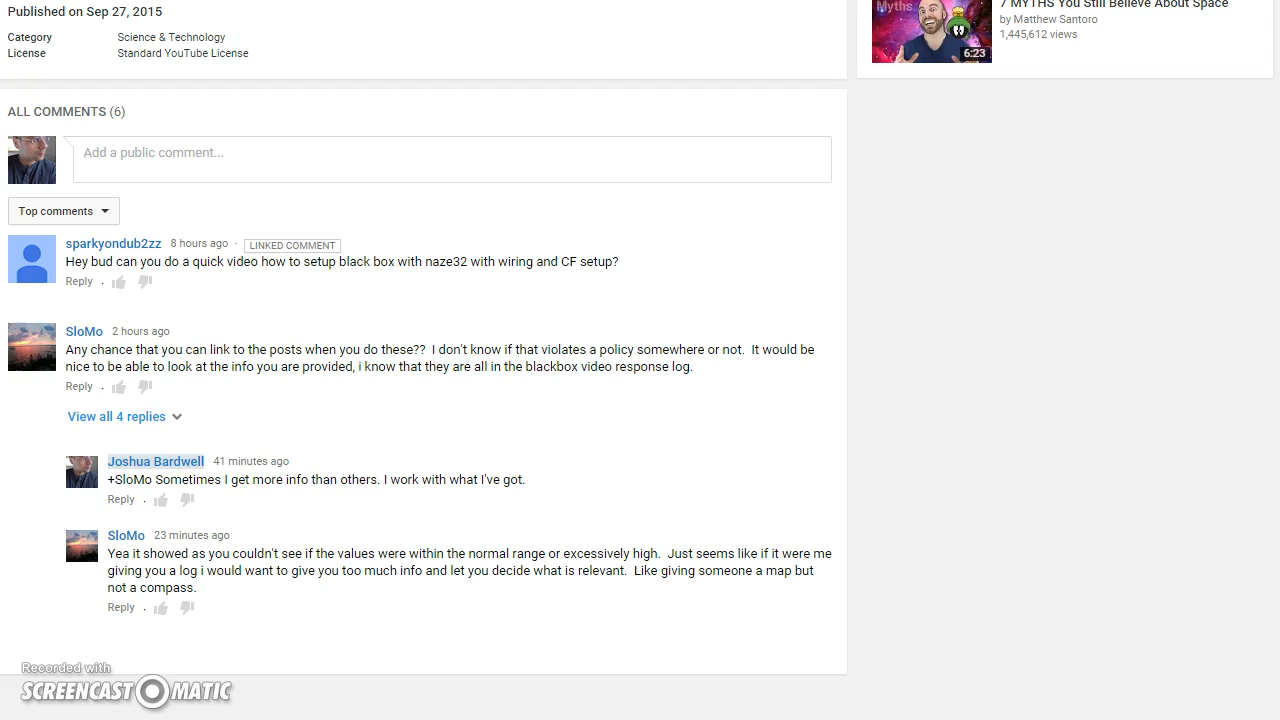 Published on Sep 27, 2015
Category Science & Technology
License Standard YouTube License
Myths
6:23
7 MYTHS You Still Believe About Space
by Matthew Santoro
1,445,612 views
ALL COMMENTS (6)
Add a public comment...
Top comments
sparkyondub2zz 8 hours ago · LINKED COMMENT
Hey bud can you do a quick video how to setup black box with naze32 with wiring and CF setup?
Reply ·
SloMo 2 hours ago
Any chance that you can link to the posts when you do these?? I don't know if that violates a policy somewhere or not. It would be
nice to be able to look at the info you are provided, i know that they are all in the blackbox video response log.
Reply ·
View all 4 replies
Joshua Bardwell 41 minutes ago
+SloMo Sometimes I get more info than others. I work with what I've got.
Reply ·
SloMo 23 minutes ago
Yea it showed as you couldn't see if the values were within the normal range or excessively high. Just seems like if it were me
giving you a log i would want to give you too much info and let you decide what is relevant. Like giving someone a map but
not a compass.
Reply ·
Recorded with
SCREENCAST O MATIC